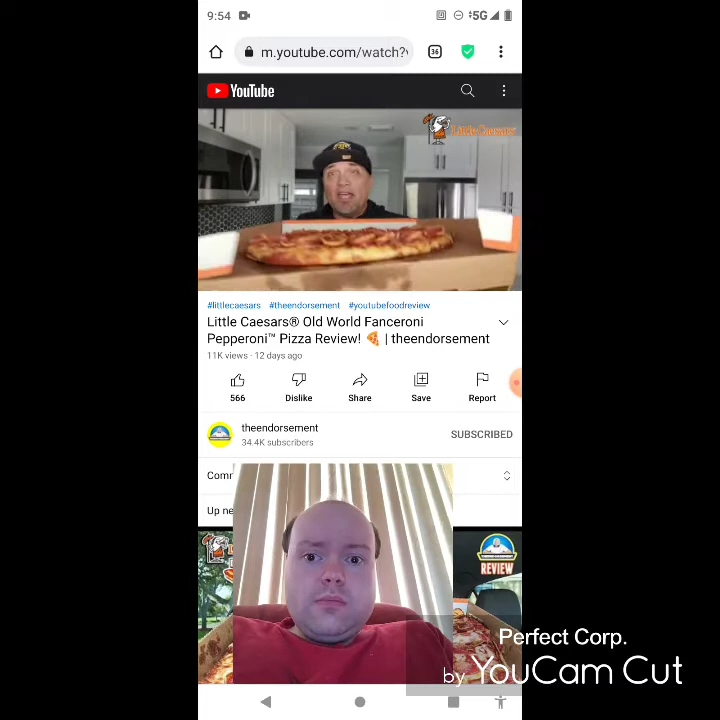 9:54
5G
m.youtube.com/watch?v
36
YouTube
Little Caesars
#littlecaesars #theendorsement #youtubefoodreview
Little Caesars® Old World Fanceroni
Pepperoni™ Pizza Review! 🍕 | theendorsement
11K views · 12 days ago
566
Dislike
Share
Save
Report
theendorsement
34.4K subscribers
SUBSCRIBED
Comr
Up ne
REVIEW
Perfect Corp.
by YouCam Cut